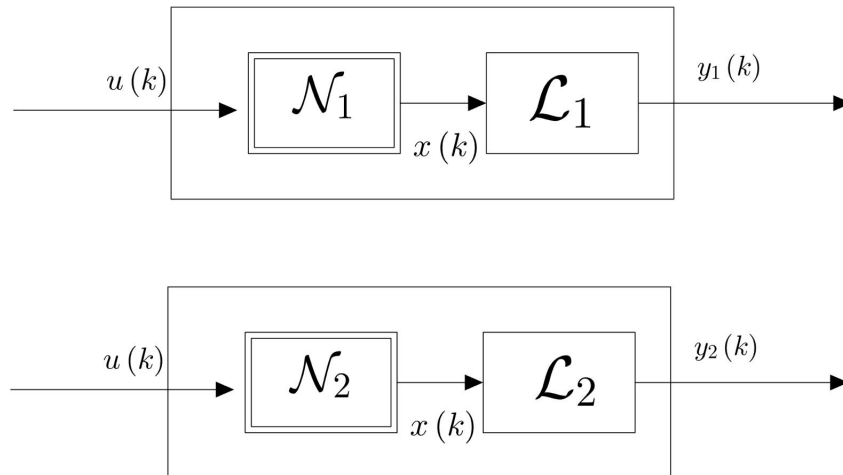 u (k)
𝒩₁
x (k)
ℒ₁
y₁ (k)
u (k)
𝒩₂
x (k)
ℒ₂
y₂ (k)